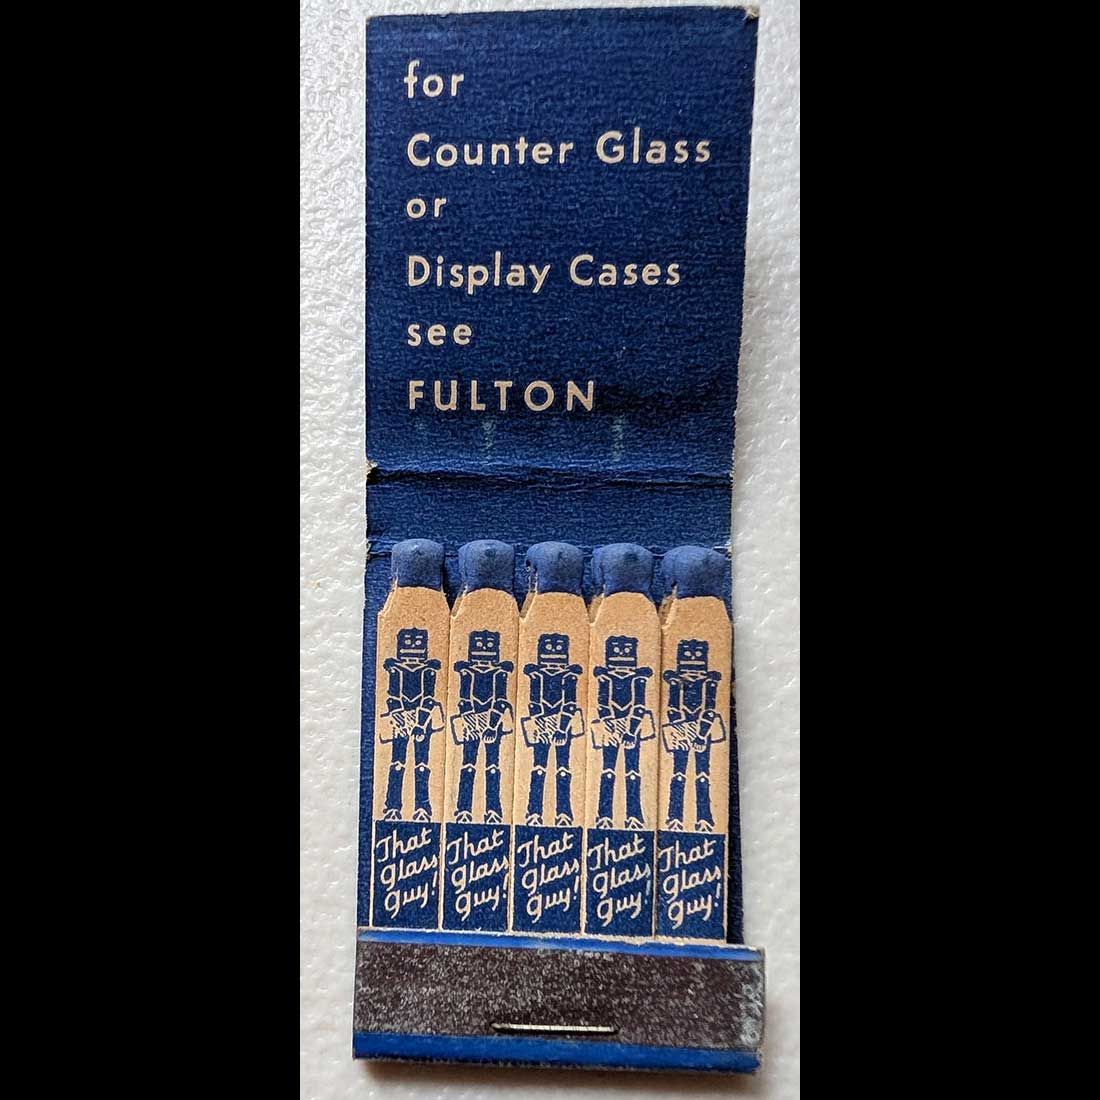 for
Counter Glass
or
Display Cases
see
FULTON
That
glass
guy!
That
glass
guy!
That
glass
guy!
That
glass
guy!
That
glass
guy!